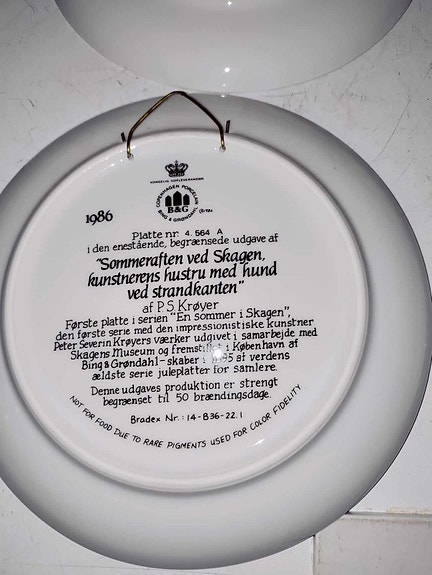 KONGELIG HOFLEVERANDØR
COPENHAGEN PORCELAIN
B&G
BING & GRØNDAHL
1986
Platte nr. 4.564 A
i den enestående, begrænsede udgave af
"Sommeraften ved Skagen,
kunstnerens hustru med hund
ved strandkanten"
af P.S. Krøyer
Første platte i serien "En sommer i Skagen",
den første serie med den impressionistiske kunstner
Peter Severin Krøyers værker udgivet i samarbejde med
Skagens Museum og fremstillet i København af
Bing & Grøndahl-skaber i 1895 af verdens
ældste serie juleplatter for samlere.
Denne udgaves produktion er strengt
begrænset til 50 brændingsdage.
Bradex Nr.: 14-B36-22.1
NOT FOR FOOD DUE TO RARE PIGMENTS USED FOR COLOR FIDELITY